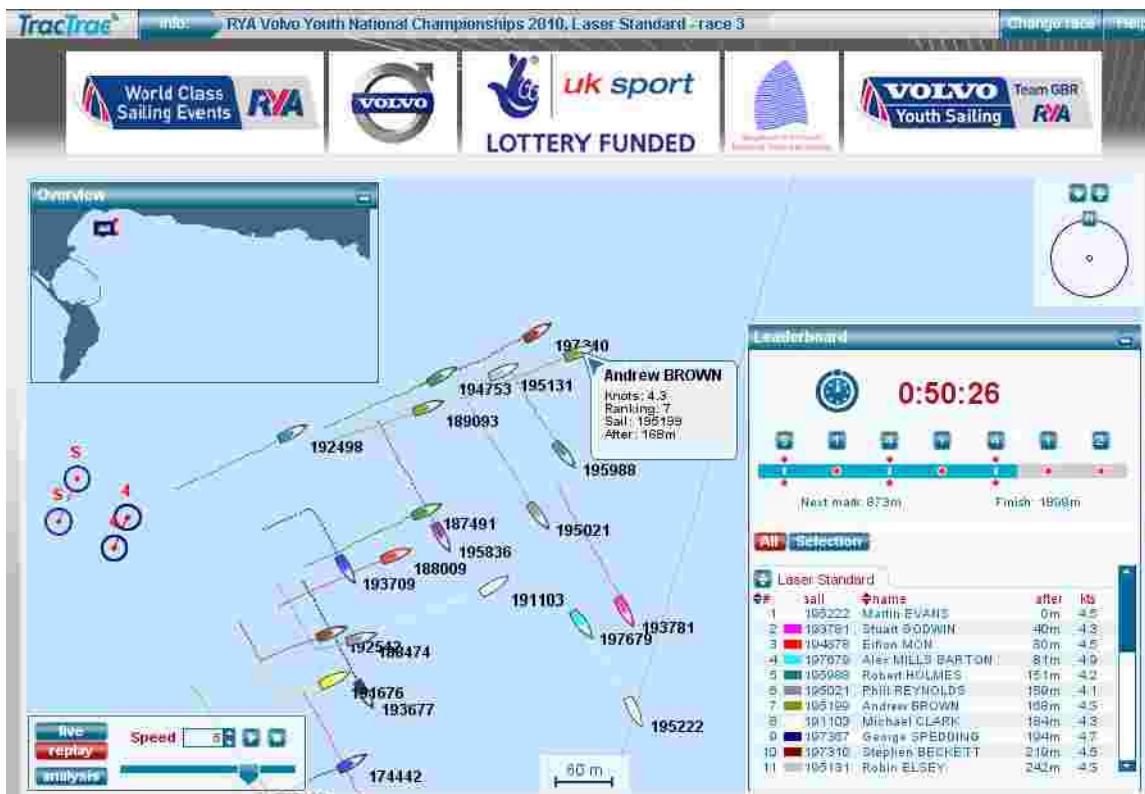 TracTrac
info:
RYA Volvo Youth National Championships 2010, Laser Standard - race 3
Change race
Help
World Class
Sailing Events
RYA
VOLVO
uk sport
LOTTERY FUNDED
VOLVO
Youth Sailing
Team GBR
RYA
Overview
N
197340
195131
194753
189093
192498
195988
187491
195836
195021
188009
193709
191103
193781
197679
193677
195222
174442
S
S
4
Andrew BROWN
Knots: 4.3
Ranking: 7
Sail: 195199
After: 168m
Leaderboard
0:50:26
Next mark: 873m
Finish: 1899m
All
Selection
Laser Standard
# sail name after kts
1 195222 Martin EVANS 0m 4.5
2 193781 Stuart GODWIN 40m 4.3
3 Eifion MON 80m 4.5
4 197679 Alex MILLS BARTON 81m 4.9
5 195988 Robert HOLMES 151m 4.2
6 195021 Phili REYNOLDS 4.1
7 195199 Andrew BROWN 168m 4.3
8 191103 Michael CLARK 184m 4.3
9 George SPEDDING 194m 4.7
10 Stephen BECKETT 219m 4.5
11 195131 Robin ELSEY 242m 4.5
live
replay
analysis
Speed
60 m